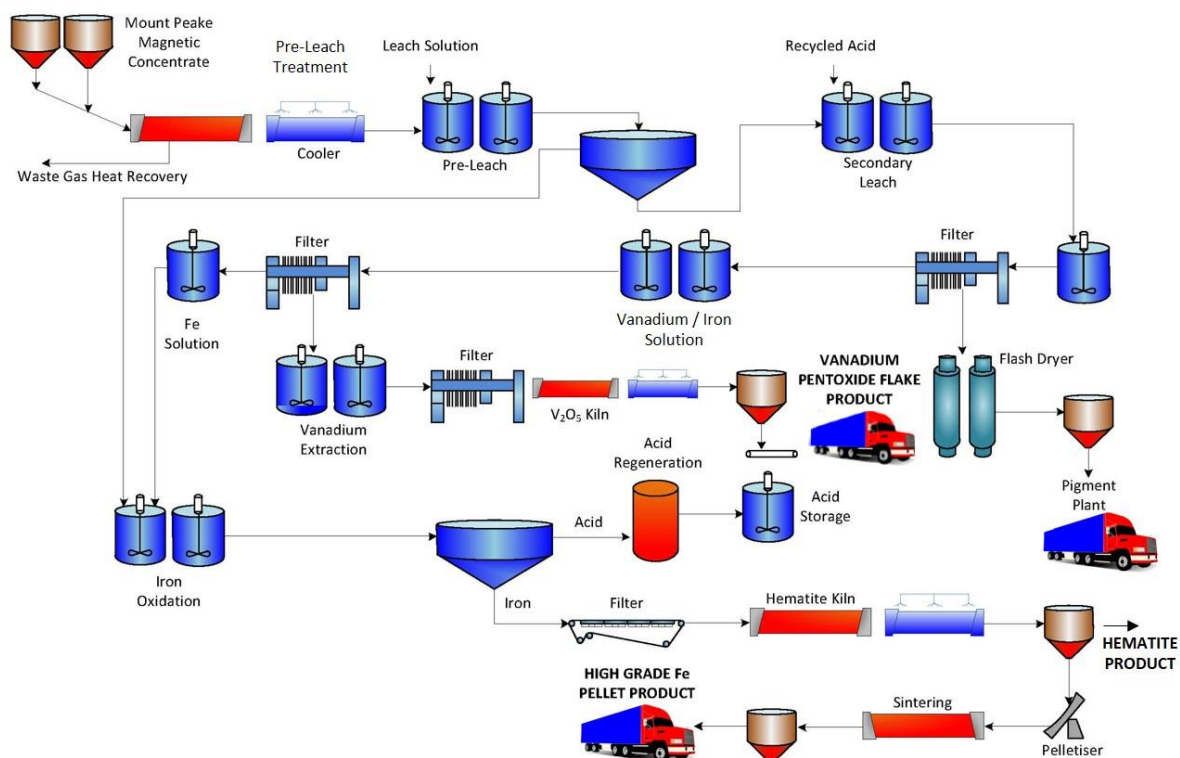 Mount Peake
Magnetic
Concentrate
Pre-Leach
Treatment
Leach Solution
Recycled Acid
Cooler
Pre-Leach
Secondary
Leach
Waste Gas Heat Recovery
Filter
Filter
Fe
Solution
Vanadium / Iron
Solution
Filter
Flash Dryer
VANADIUM
PENTOXIDE FLAKE
PRODUCT
V₂O₅ Kiln
Vanadium
Extraction
Acid
Regeneration
Pigment
Plant
Acid
Storage
Acid
Iron
Oxidation
Iron
Filter
Hematite Kiln
HEMATITE
PRODUCT
HIGH GRADE Fe
PELLET PRODUCT
Sintering
Pelletiser